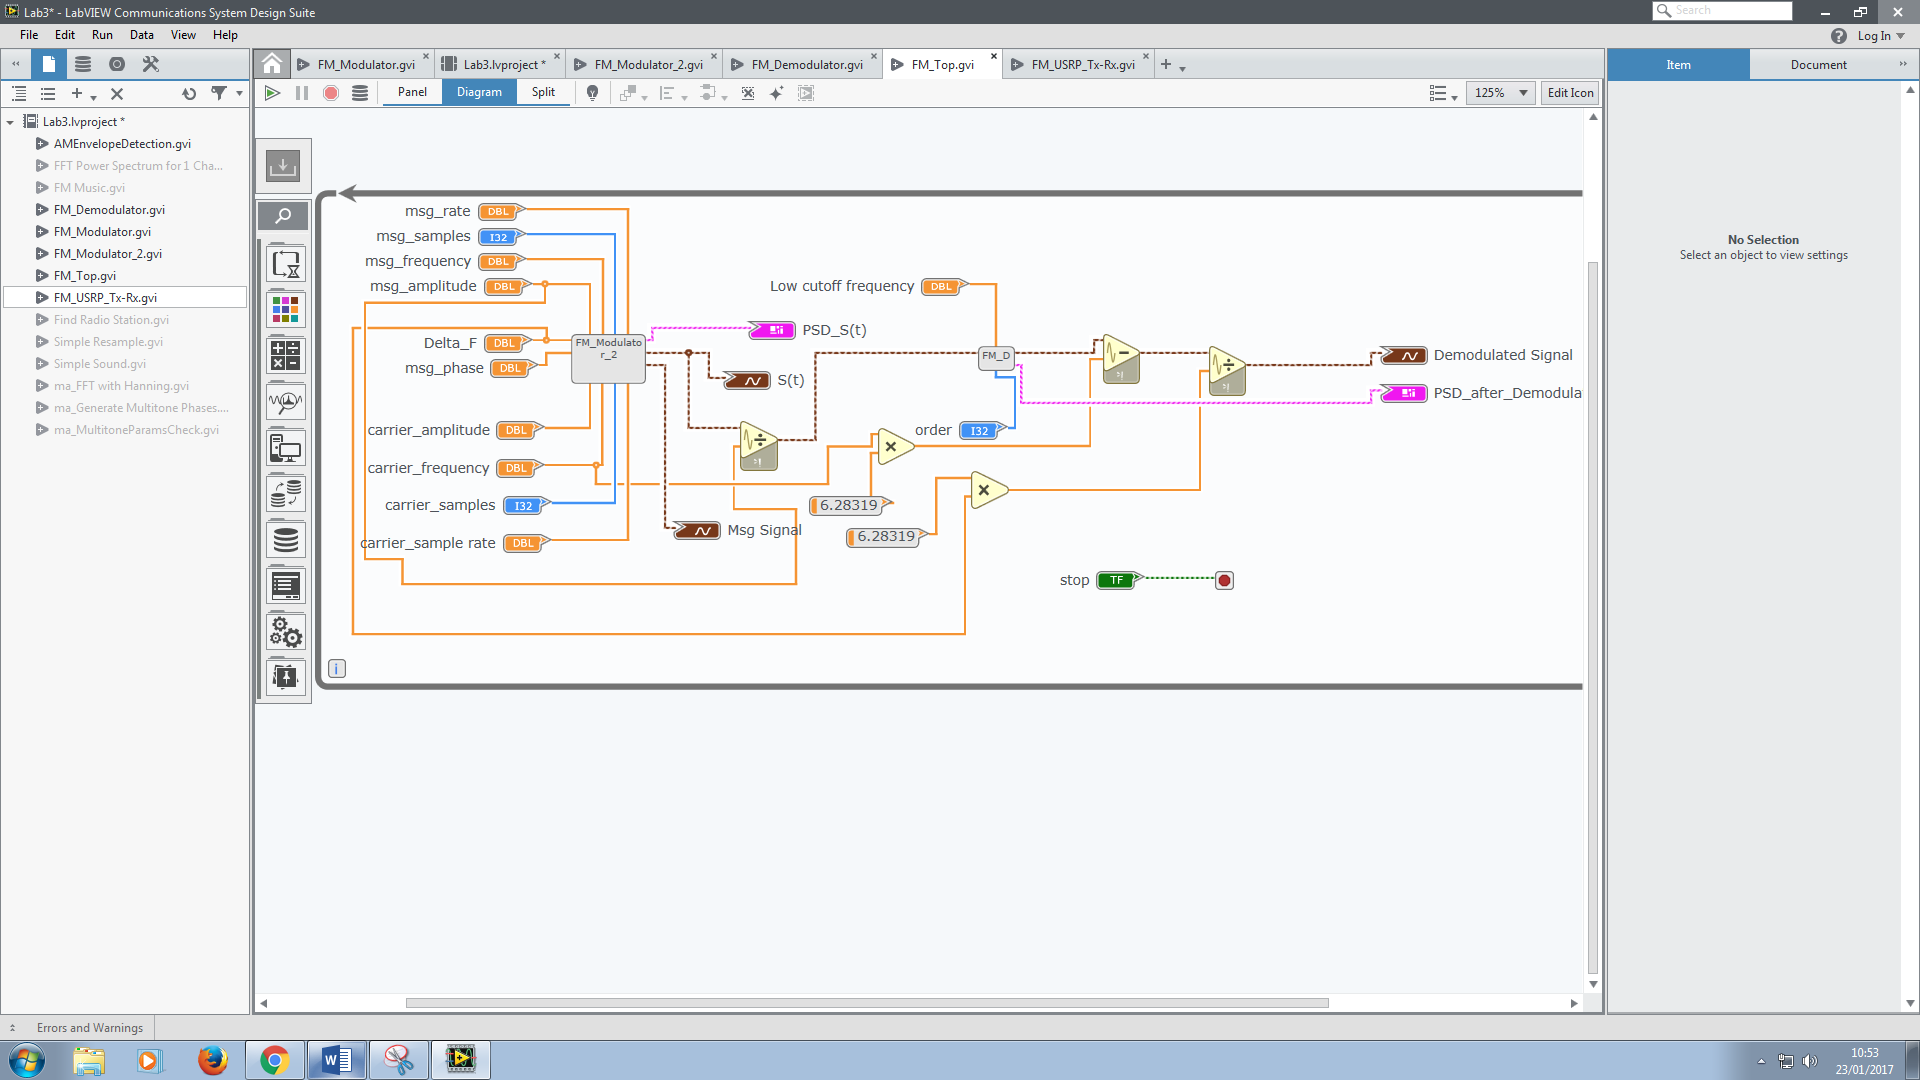 Lab3* - LabVIEW Communications System Design Suite
Search
File Edit Run Data View Help
Log In
FM_Modulator.gvi
Lab3.lvproject *
FM_Modulator_2.gvi
FM_Demodulator.gvi
FM_Top.gvi
FM_USRP_Tx-Rx.gvi
Item
Document
Panel
Diagram
Split
125%
Edit Icon
Lab3.lvproject *
AMEnvelopeDetection.gvi
FFT Power Spectrum for 1 Cha...
FM Music.gvi
FM_Demodulator.gvi
FM_Modulator.gvi
FM_Modulator_2.gvi
FM_Top.gvi
FM_USRP_Tx-Rx.gvi
Find Radio Station.gvi
Simple Resample.gvi
Simple Sound.gvi
ma_FFT with Hanning.gvi
ma_Generate Multitone Phases....
ma_MultitoneParamsCheck.gvi
msg_rate DBL
msg_samples I32
msg_frequency DBL
msg_amplitude DBL
Delta_F DBL
msg_phase DBL
carrier_amplitude DBL
carrier_frequency DBL
carrier_samples I32
carrier_sample rate DBL
FM_Modulato
r_2
PSD_S(t)
S(t)
Msg Signal
Low cutoff frequency DBL
FM_D
order I32
6.28319
6.28319
Demodulated Signal
PSD_after_Demodula
stop TF
i
No Selection
Select an object to view settings
Errors and Warnings
10:53
23/01/2017